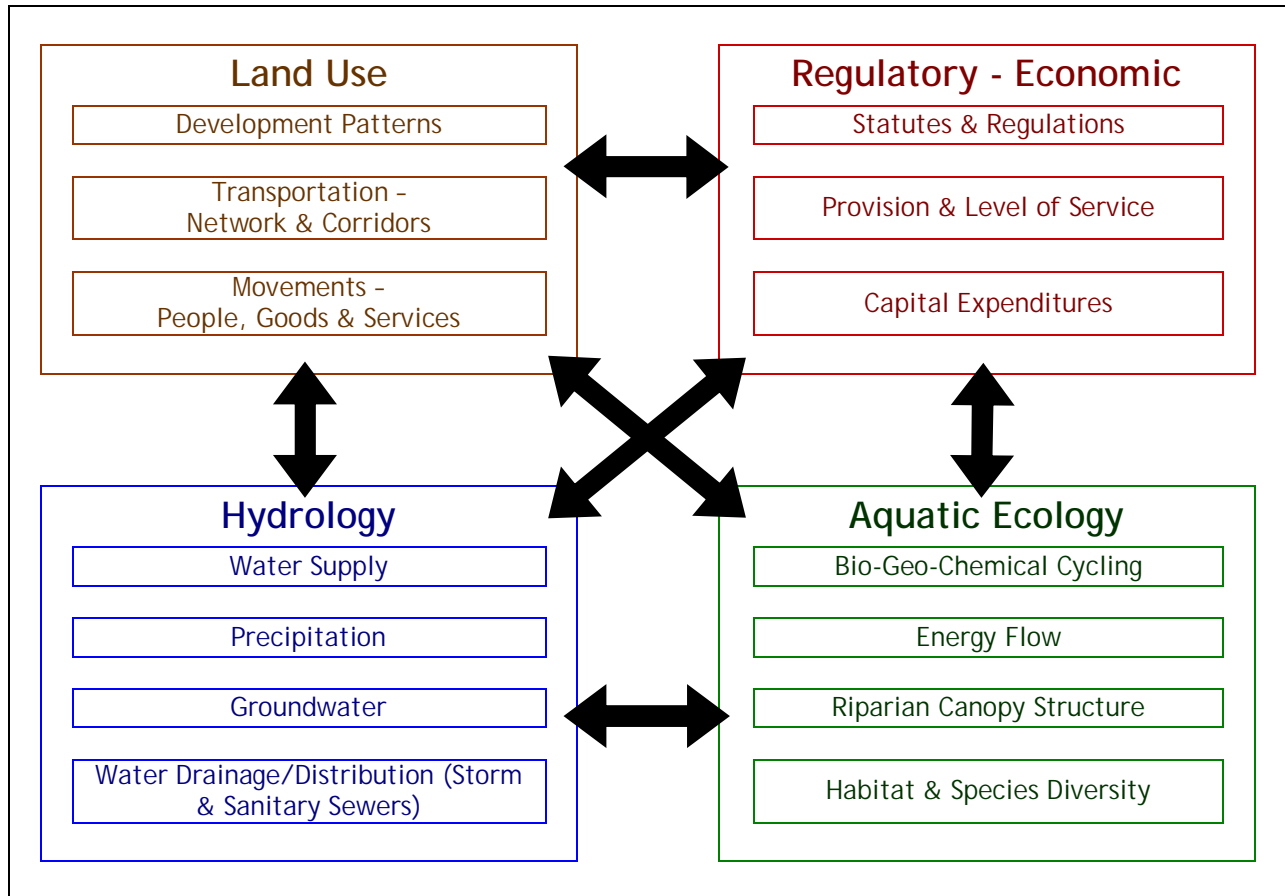 Land Use
Development Patterns
Transportation –
Network & Corridors
Movements –
People, Goods & Services
Regulatory - Economic
Statutes & Regulations
Provision & Level of Service
Capital Expenditures
Hydrology
Water Supply
Precipitation
Groundwater
Water Drainage/Distribution (Storm
& Sanitary Sewers)
Aquatic Ecology
Bio-Geo-Chemical Cycling
Energy Flow
Riparian Canopy Structure
Habitat & Species Diversity